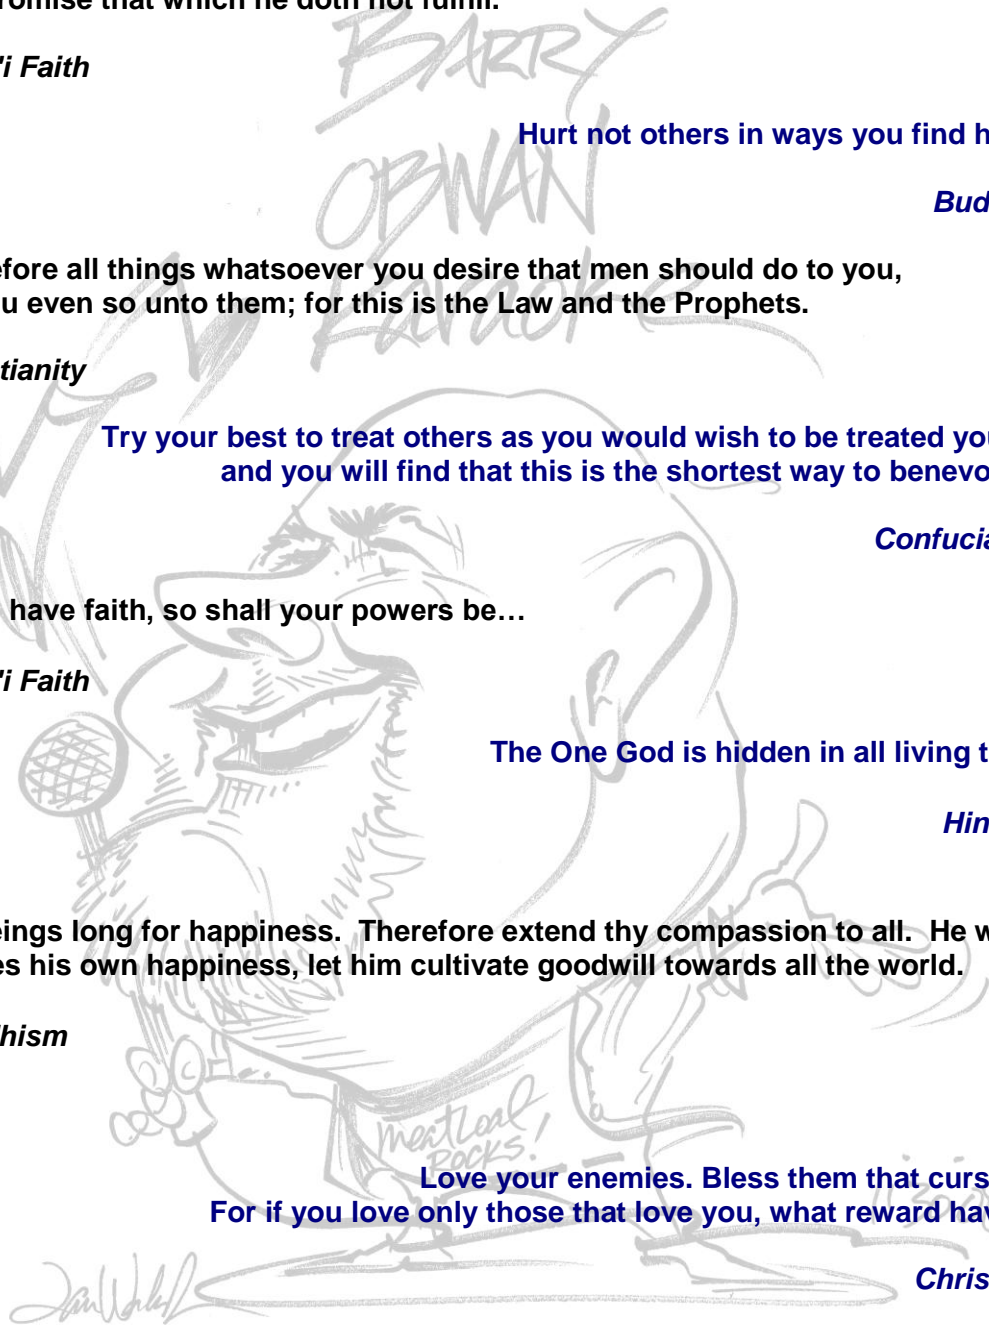 romise that which he doth not fulfill.
'i Faith
BARRY
Hurt not others in ways you find h
OBWAN
Bud
efore all things whatsoever you desire that men should do to you,
u even so unto them; for this is the Law and the Prophets.
Karaoke
tianity
Try your best to treat others as you would wish to be treated you
and you will find that this is the shortest way to benevo
Confucia
have faith, so shall your powers be…
'i Faith
The One God is hidden in all living t
Hin
eings long for happiness.  Therefore extend thy compassion to all.  He w
es his own happiness, let him cultivate goodwill towards all the world.
hism
meatloaf
ROCKS!
Love your enemies. Bless them that curs
For if you love only those that love you, what reward hav
Chris